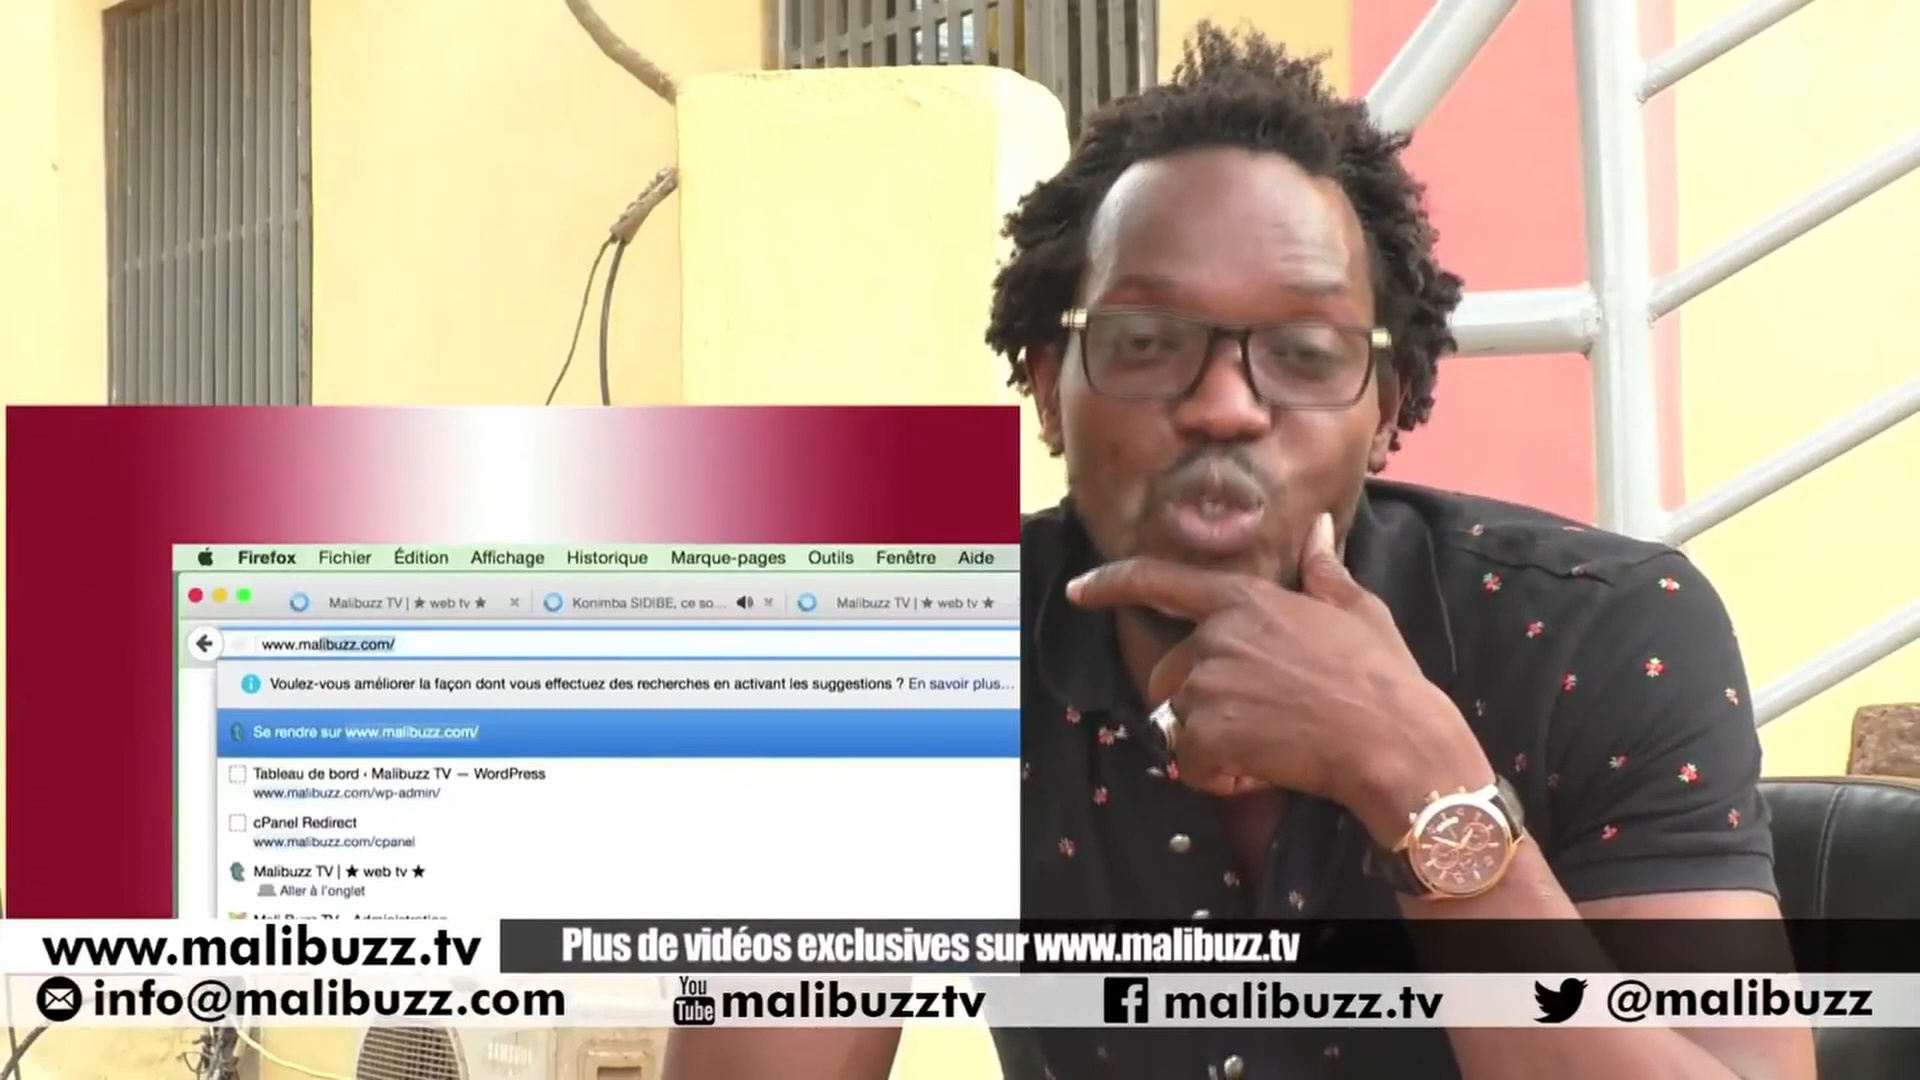 Firefox Fichier Édition Affichage Historique Marque-pages Outils Fenêtre Aide
Malibuzz TV | ★ web tv ★ Konimba SIDIBE, ce so... Malibuzz TV | ★ web tv ★
www.malibuzz.com/
Voulez-vous améliorer la façon dont vous effectuez des recherches en activant les suggestions ? En savoir plus...
Se rendre sur www.malibuzz.com/
Tableau de bord ‹ Malibuzz TV — WordPress
www.malibuzz.com/wp-admin/
cPanel Redirect
www.malibuzz.com/cpanel
Malibuzz TV | ★ web tv ★
Aller à l'onglet
www.malibuzz.tv
Plus de vidéos exclusives sur www.malibuzz.tv
info@malibuzz.com
You Tube malibuzztv
malibuzz.tv
@malibuzz